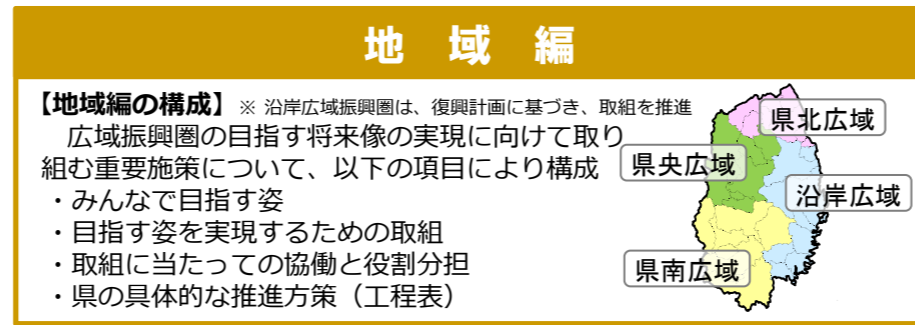 地 域 編
【地域編の構成】※ 沿岸広域振興圏は、復興計画に基づき、取組を推進
広域振興圏の目指す将来像の実現に向けて取り
組む重要施策について、以下の項目により構成
・みんなで目指す姿
・目指す姿を実現するための取組
・取組に当たっての協働と役割分担
・県の具体的な推進方策（工程表）
県北広域
県央広域
沿岸広域
県南広域